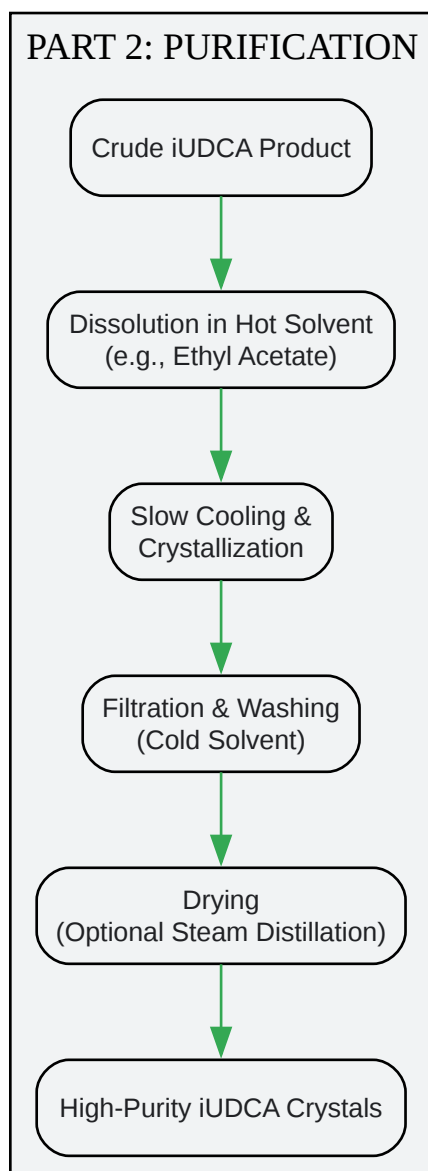 PART 2: PURIFICATION
Crude iUDCA Product
Dissolution in Hot Solvent
(e.g., Ethyl Acetate)
Slow Cooling &
Crystallization
Filtration & Washing
(Cold Solvent)
Drying
(Optional Steam Distillation)
High-Purity iUDCA Crystals